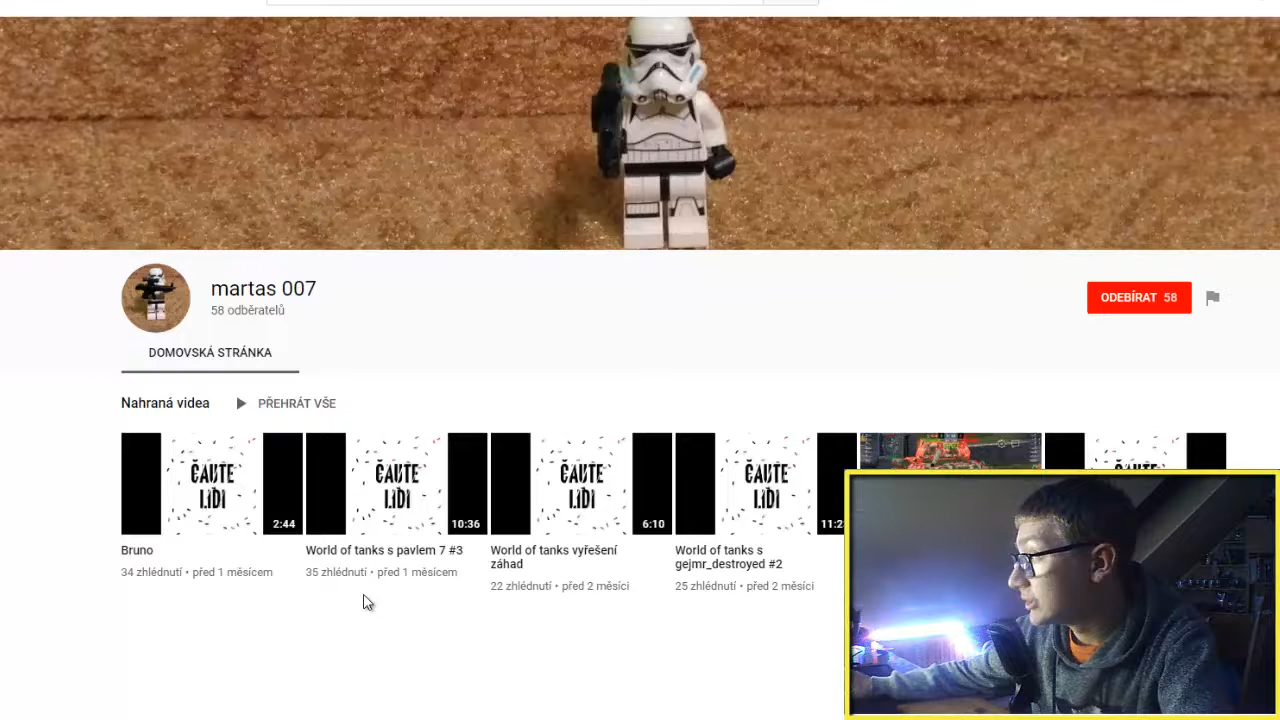 martas 007
58 odběratelů
ODEBÍRAT 58
DOMOVSKÁ STRÁNKA
Nahraná videa
PŘEHRÁT VŠE
ČAUTE
LIDI
2:44
ČAUTE
LIDI
10:36
ČAUTE
LIDI
6:10
ČAUTE
LIDI
Bruno
34 zhlédnutí • před 1 měsícem
World of tanks s pavlem 7 #3
35 zhlédnutí • před 1 měsícem
World of tanks vyřešení
záhad
22 zhlédnutí • před 2 měsíci
World of tanks s
gejmr_destroyed #2
25 zhlédnutí • před 2 měsíci